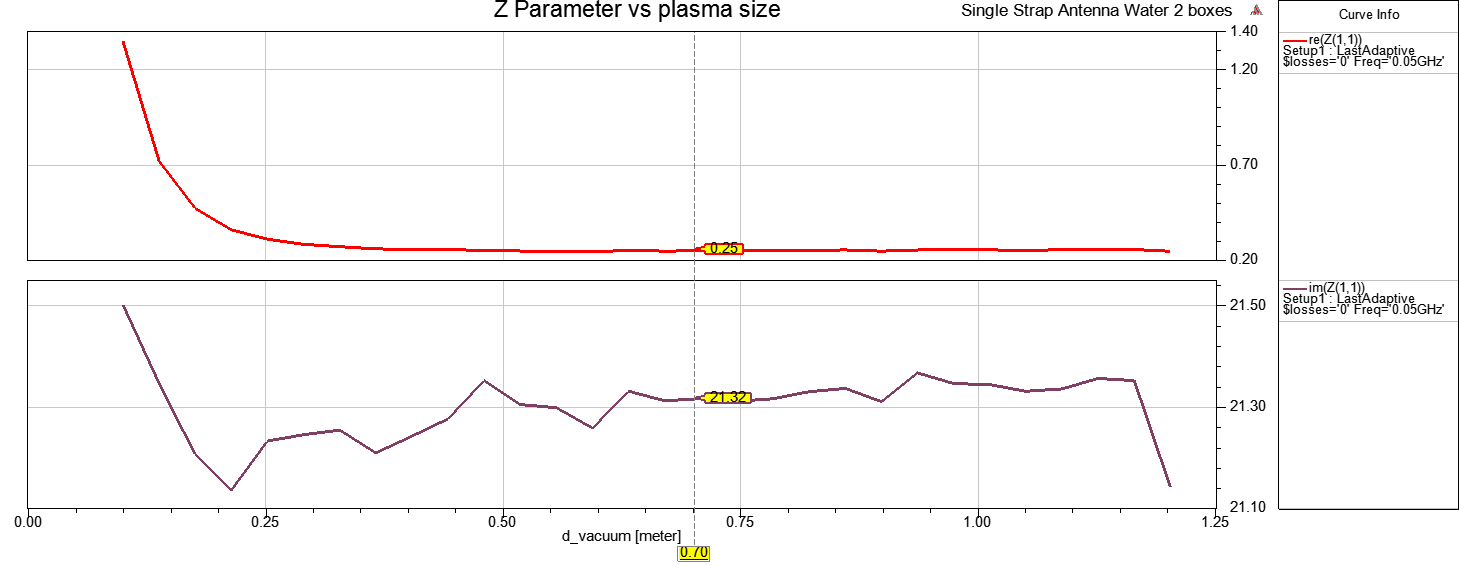 Z Parameter vs plasma size
Single Strap Antenna Water 2 boxes
Curve Info
re(Z(1,1))
Setup1 : LastAdaptive
$losses='0' Freq='0.05GHz'
1.40
1.20
0.70
0.20
0.25
im(Z(1,1))
Setup1 : LastAdaptive
$losses='0' Freq='0.05GHz'
21.50
21.30
21.10
21.32
0.00
0.25
0.50
0.75
1.00
1.25
d_vacuum [meter]
0.70